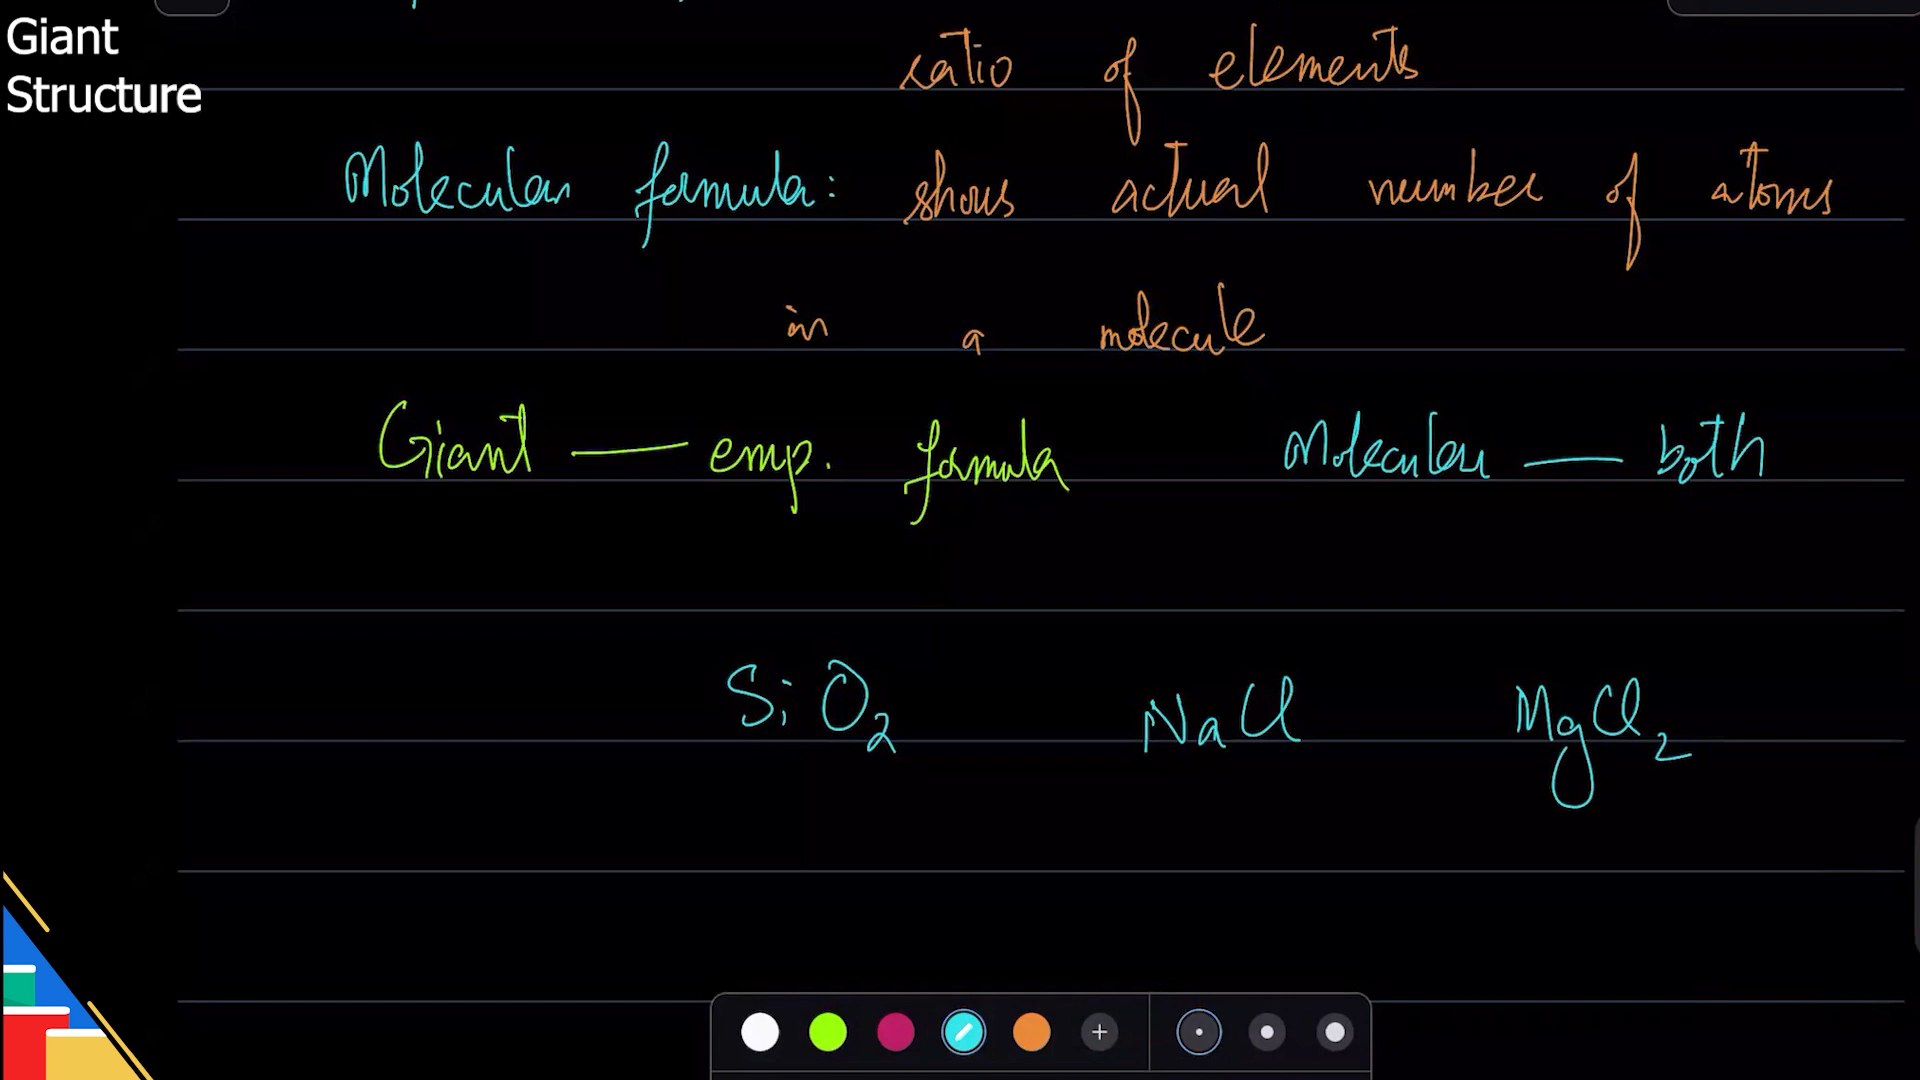 Giant
Structure
ratio of elements
Molecular formula: shows actual number of atoms
in a molecule
Giant — emp. formula Molecular — both
SiO₂ NaCl MgCl₂